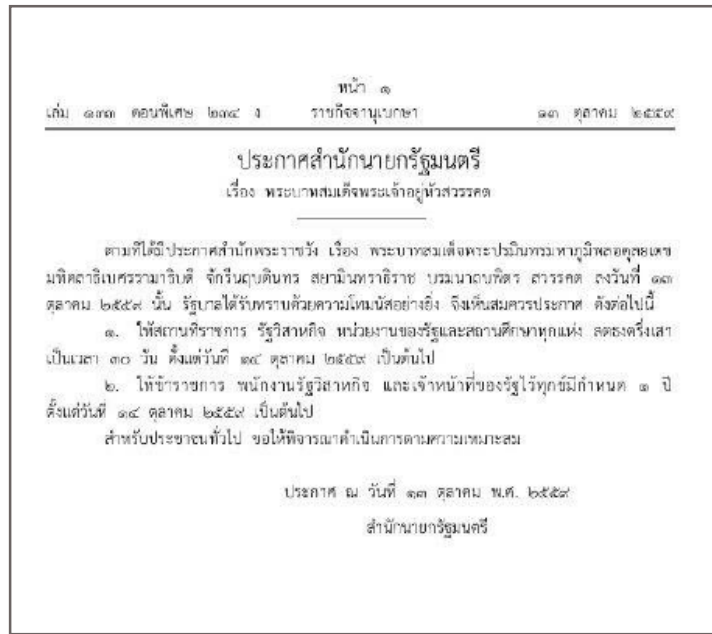 หน้า ๑
เล่ม ๑๓๓ ตอนพิเศษ ๒๓๔ ง ราชกิจจานุเบกษา ๑๓ ตุลาคม ๒๕๕๙
ประกาศสำนักนายกรัฐมนตรี
เรื่อง พระบาทสมเด็จพระเจ้าอยู่หัวสวรรคต
ตามที่ได้มีประกาศสำนักพระราชวัง เรื่อง พระบาทสมเด็จพระปรมินทรมหาภูมิพลอดุลยเดช
มหิตลาธิเบศรรามาธิบดี จักรีนฤบดินทร สยามินทราธิราช บรมนาถบพิตร สวรรคต ลงวันที่ ๑๓
ตุลาคม ๒๕๕๙ นั้น รัฐบาลได้รับทราบด้วยความโทมนัสอย่างยิ่ง จึงเห็นสมควรประกาศ ดังต่อไปนี้
๑. ให้สถานที่ราชการ รัฐวิสาหกิจ หน่วยงานของรัฐและสถานศึกษาทุกแห่ง ลดธงครึ่งเสา
เป็นเวลา ๓๐ วัน ตั้งแต่วันที่ ๑๔ ตุลาคม ๒๕๕๙ เป็นต้นไป
๒. ให้ข้าราชการ พนักงานรัฐวิสาหกิจ และเจ้าหน้าที่ของรัฐไว้ทุกข์มีกำหนด ๑ ปี
ตั้งแต่วันที่ ๑๔ ตุลาคม ๒๕๕๙ เป็นต้นไป
สำหรับประชาชนทั่วไป ขอให้พิจารณาดำเนินการตามความเหมาะสม
ประกาศ ณ วันที่ ๑๓ ตุลาคม พ.ศ. ๒๕๕๙
สำนักนายกรัฐมนตรี